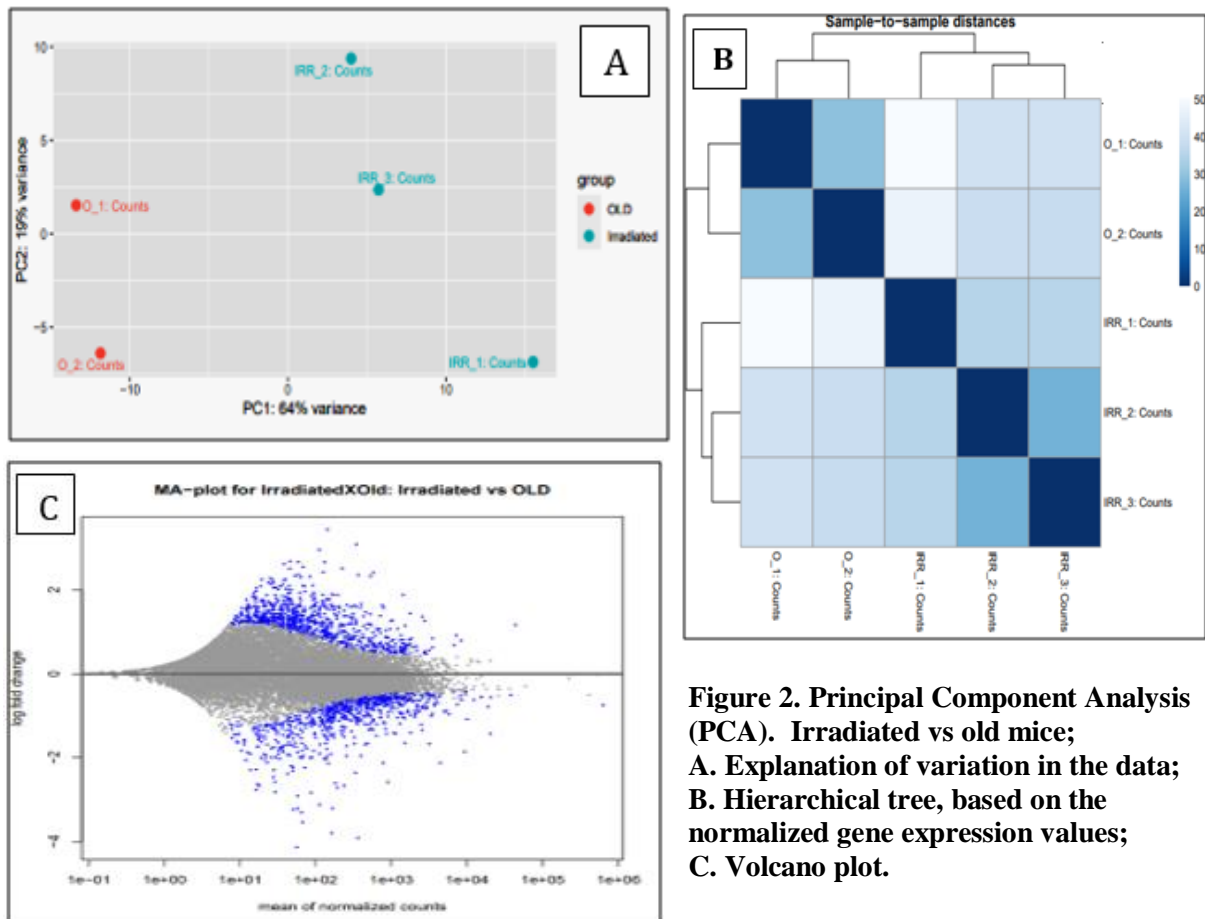 A
10
5
0
−5
−10
0
10
PC2: 19% variance
PC1: 64% variance
IRR_2: Counts
IRR_3: Counts
O_1: Counts
O_2: Counts
IRR_1: Counts
group
OLD
Irradiated
B
Sample−to−sample distances
50
40
30
20
10
0
O_1: Counts
O_2: Counts
IRR_1: Counts
IRR_2: Counts
IRR_3: Counts
O_1: Counts
O_2: Counts
IRR_1: Counts
IRR_2: Counts
IRR_3: Counts
C
MA−plot for IrradiatedXOld: Irradiated vs OLD
log fold change
2
0
-2
-4
1e−01
1e+00
1e+01
1e+02
1e+03
1e+04
1e+05
1e+06
mean of normalized counts
Figure 2. Principal Component Analysis
(PCA).  Irradiated vs old mice;
A. Explanation of variation in the data;
B. Hierarchical tree, based on the
normalized gene expression values;
C. Volcano plot.